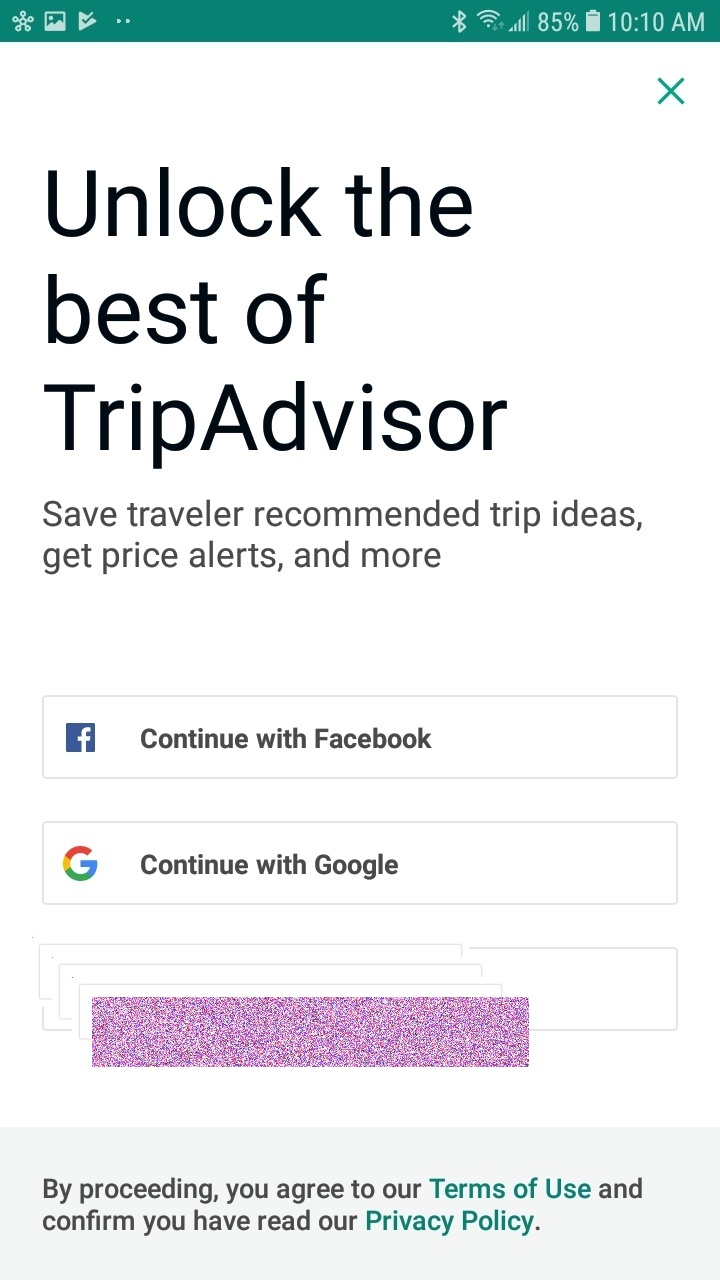 85% 10:10 AM
Unlock the
best of
TripAdvisor
Save traveler recommended trip ideas,
get price alerts, and more
Continue with Facebook
Continue with Google
By proceeding, you agree to our Terms of Use and
confirm you have read our Privacy Policy.